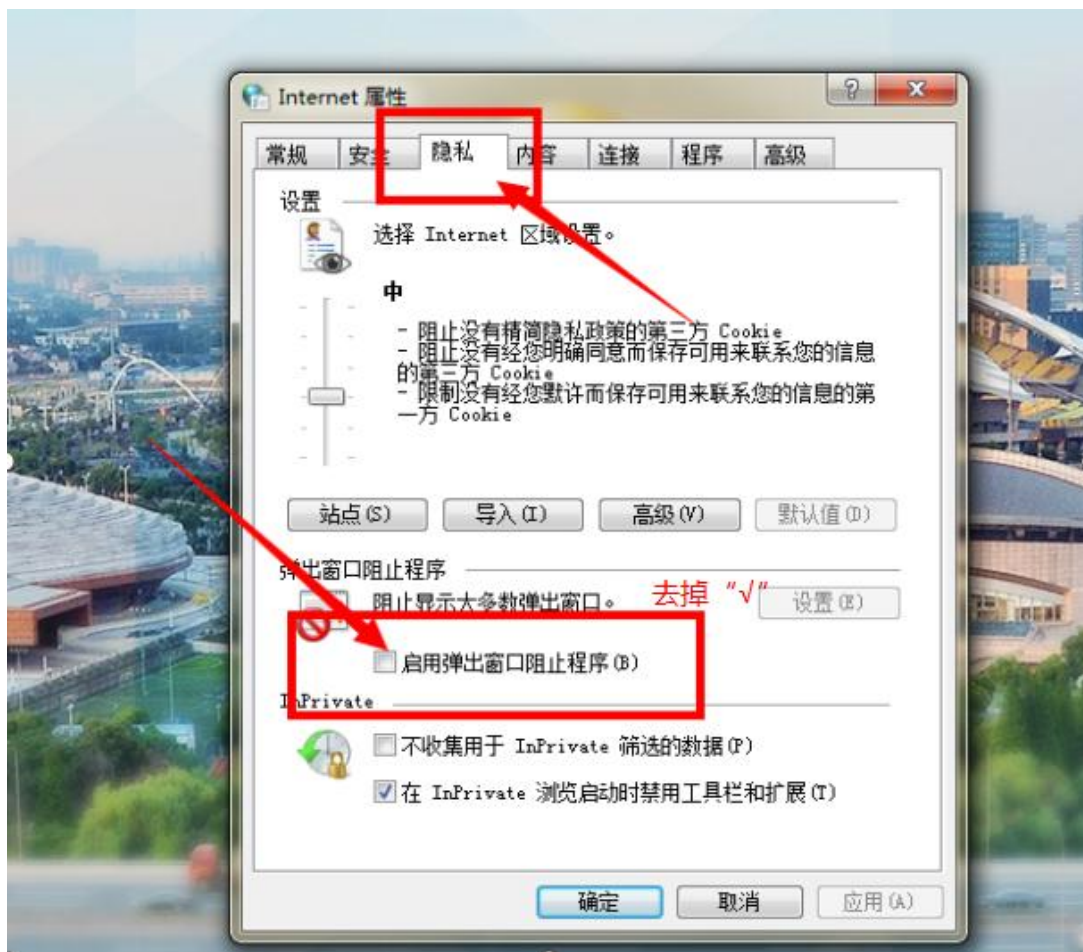 Internet 属性
常规 安全 隐私 内容 连接 程序 高级
设置
选择 Internet 区域设置。
中
- 阻止没有精简隐私政策的第三方 Cookie
- 阻止没有经您明确同意而保存可用来联系您的信息
的第三方 Cookie
- 限制没有经您默许而保存可用来联系您的信息的第
一方 Cookie
站点(S) 导入(I) 高级(V) 默认值(D)
弹出窗口阻止程序
阻止显示大多数弹出窗口。 去掉“√” 设置(E)
启用弹出窗口阻止程序(B)
InPrivate
不收集用于 InPrivate 筛选的数据(P)
在 InPrivate 浏览启动时禁用工具栏和扩展(T)
确定 取消 应用(A)